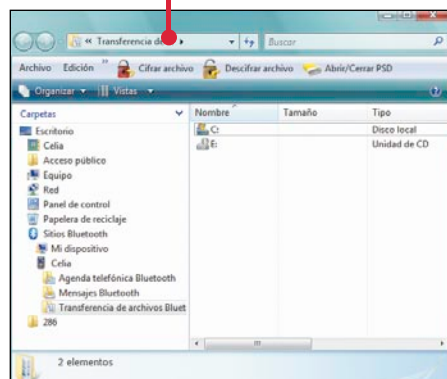 « Transferencia de
Buscar
Archivo Edición » Cifrar archivo Descifrar archivo Abrir/Cerrar PSD
Organizar Vistas
Carpetas Nombre Tamaño Tipo
Escritorio C: Disco local
Celia E: Unidad de CD
Acceso público
Equipo
Red
Panel de control
Papelera de reciclaje
Sitios Bluetooth
Mi dispositivo
Celia
Agenda telefónica Bluetooth
Mensajes Bluetooth
Transferencia de archivos Bluet
286
2 elementos